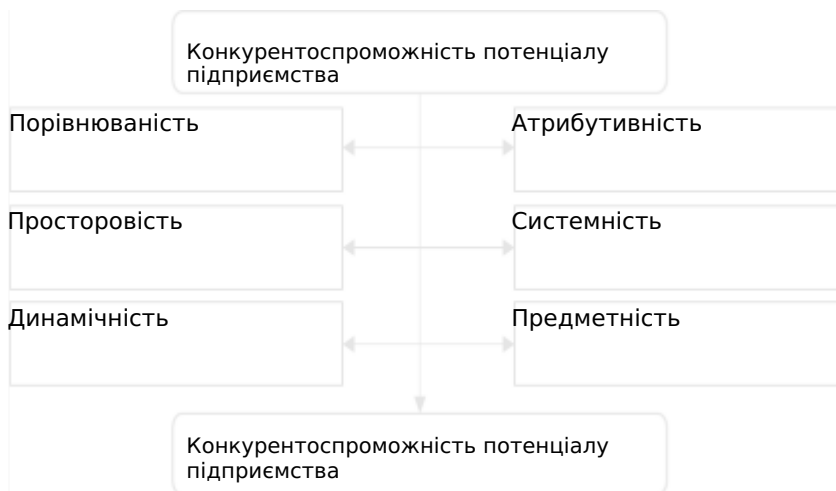 Конкурентоспроможність потенціалу
підприємства
Порівнюваність
Атрибутивність
Просторовість
Системність
Динамічність
Предметність
Конкурентоспроможність потенціалу
підприємства